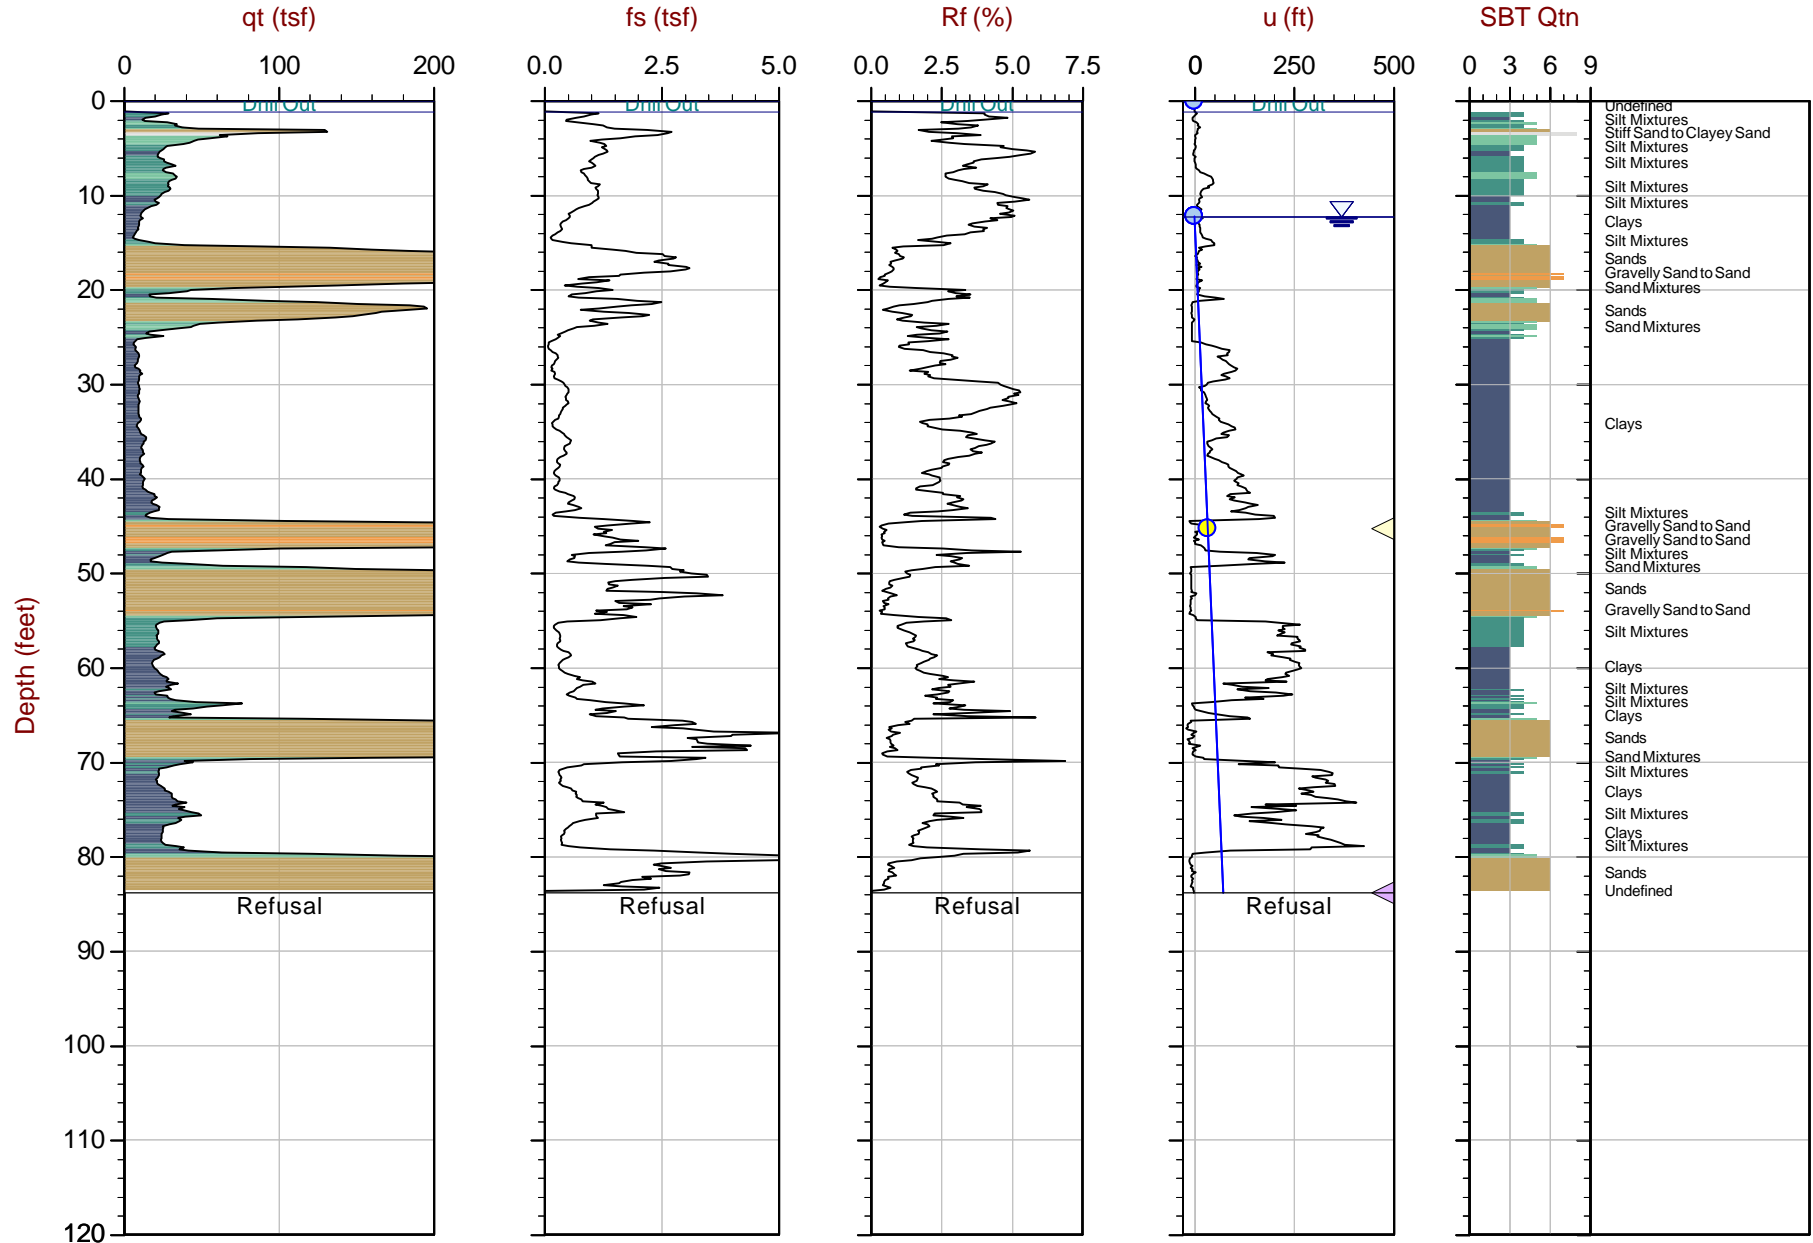 qt (tsf) fs (tsf) Rf (%) u (ft) SBT Qtn
0 100 200 0.0 2.5 5.0 0.0 2.5 5.0 7.5 0 250 500 0 3 6 9
Drill Out Drill Out Drill Out Drill Out
Depth (feet)
0
10
20
30
40
50
60
70
80
90
100
110
120
Undefined
Silt Mixtures
Stiff Sand to Clayey Sand
Silt Mixtures
Silt Mixtures
Silt Mixtures
Silt Mixtures
Clays
Silt Mixtures
Sands
Gravelly Sand to Sand
Sand Mixtures
Sands
Sand Mixtures
Clays
Silt Mixtures
Gravelly Sand to Sand
Gravelly Sand to Sand
Silt Mixtures
Sand Mixtures
Sands
Gravelly Sand to Sand
Silt Mixtures
Clays
Silt Mixtures
Silt Mixtures
Clays
Sands
Sand Mixtures
Silt Mixtures
Clays
Silt Mixtures
Clays
Silt Mixtures
Sands
Undefined
Refusal Refusal Refusal Refusal